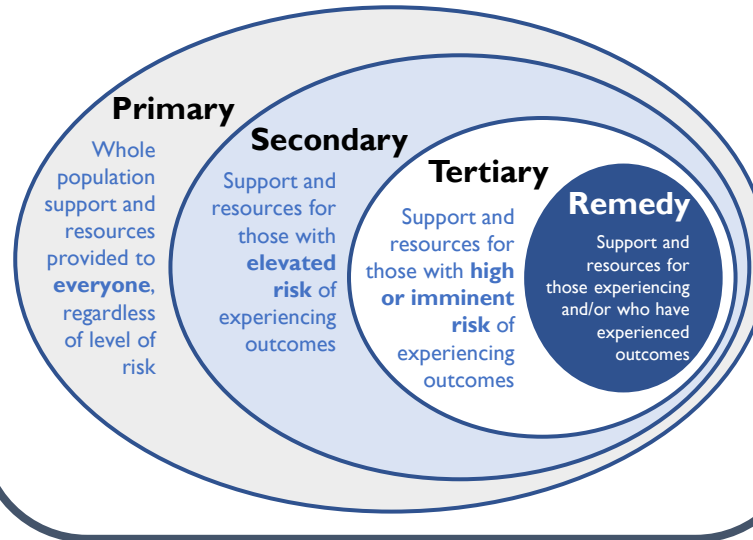 Primary
Whole
population
support and
resources
provided to
everyone,
regardless
of level of
risk
Secondary
Support and
resources for
those with
elevated
risk of
experiencing
outcomes
Tertiary
Support and
resources for
those with high
or imminent
risk of
experiencing
outcomes
Remedy
Support and
resources for
those experiencing
and/or who have
experienced
outcomes